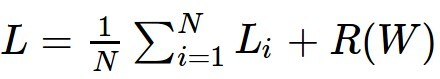 L = \frac{1}{N} \sum_{i=1}^{N} L_i + R(W)